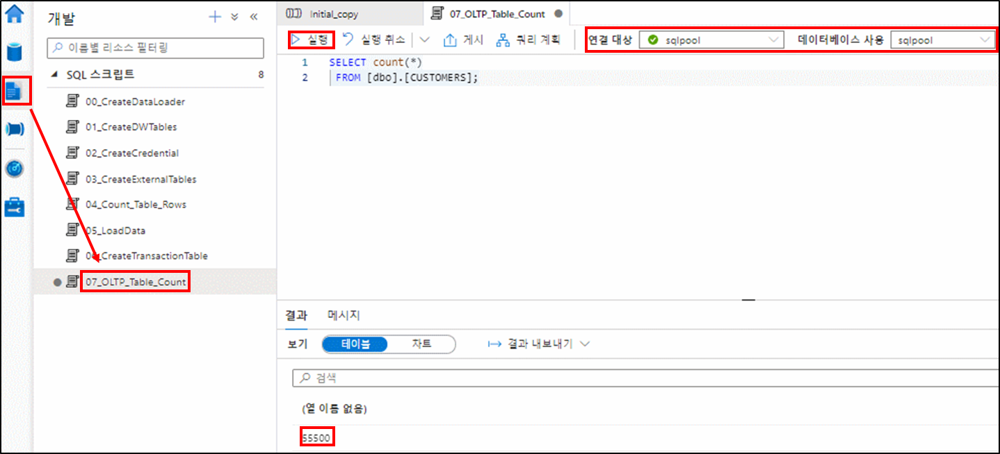 개발
이름별 리소스 필터링
SQL 스크립트 8
00_CreateDataLoader
01_CreateDWTables
02_CreateCredential
03_CreateExternalTables
04_Count_Table_Rows
05_LoadData
06_CreateTransactionTable
07_OLTP_Table_Count
Initial_copy 07_OLTP_Table_Count
실행 실행 취소 게시 쿼리 계획 연결 대상 sqlpool 데이터베이스 사용 sqlpool
1 SELECT count(*)
2 FROM [dbo].[CUSTOMERS];
결과 메시지
보기 테이블 차트 결과 내보내기
검색
(열 이름 없음)
55500